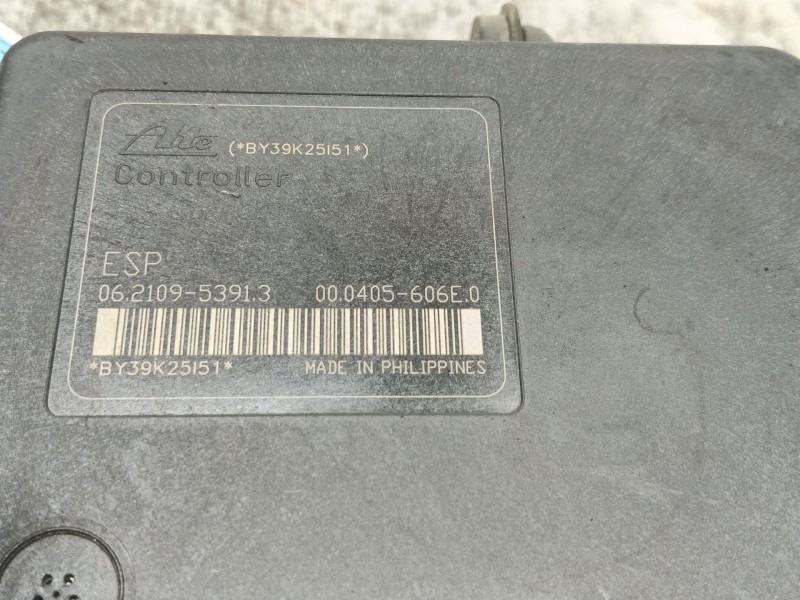 Ate (*BY39K25I51*)
Controller
ESP
06.2109-5391.3 00.0405-606E.0
*BY39K25I51* MADE IN PHILIPPINES